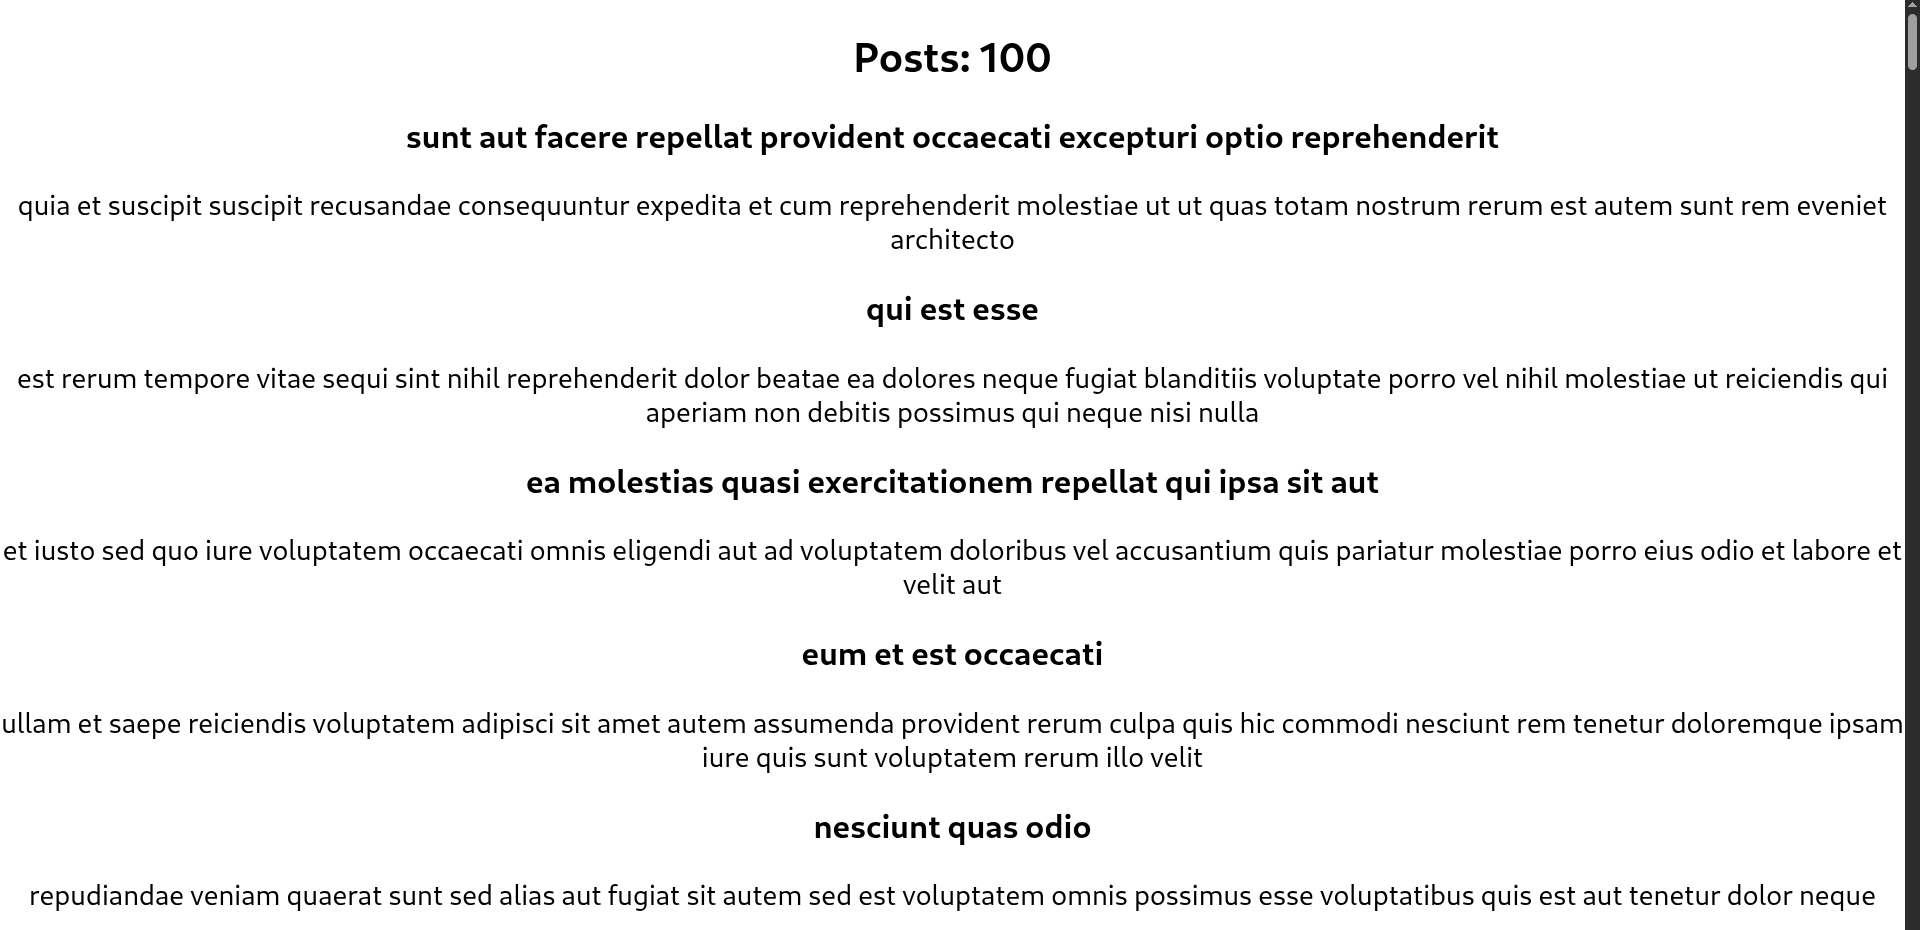 Posts: 100
sunt aut facere repellat provident occaecati excepturi optio reprehenderit
quia et suscipit suscipit recusandae consequuntur expedita et cum reprehenderit molestiae ut ut quas totam nostrum rerum est autem sunt rem eveniet
architecto
qui est esse
est rerum tempore vitae sequi sint nihil reprehenderit dolor beatae ea dolores neque fugiat blanditiis voluptate porro vel nihil molestiae ut reiciendis qui
aperiam non debitis possimus qui neque nisi nulla
ea molestias quasi exercitationem repellat qui ipsa sit aut
et iusto sed quo iure voluptatem occaecati omnis eligendi aut ad voluptatem doloribus vel accusantium quis pariatur molestiae porro eius odio et labore et
velit aut
eum et est occaecati
ullam et saepe reiciendis voluptatem adipisci sit amet autem assumenda provident rerum culpa quis hic commodi nesciunt rem tenetur doloremque ipsam
iure quis sunt voluptatem rerum illo velit
nesciunt quas odio
repudiandae veniam quaerat sunt sed alias aut fugiat sit autem sed est voluptatem omnis possimus esse voluptatibus quis est aut tenetur dolor neque